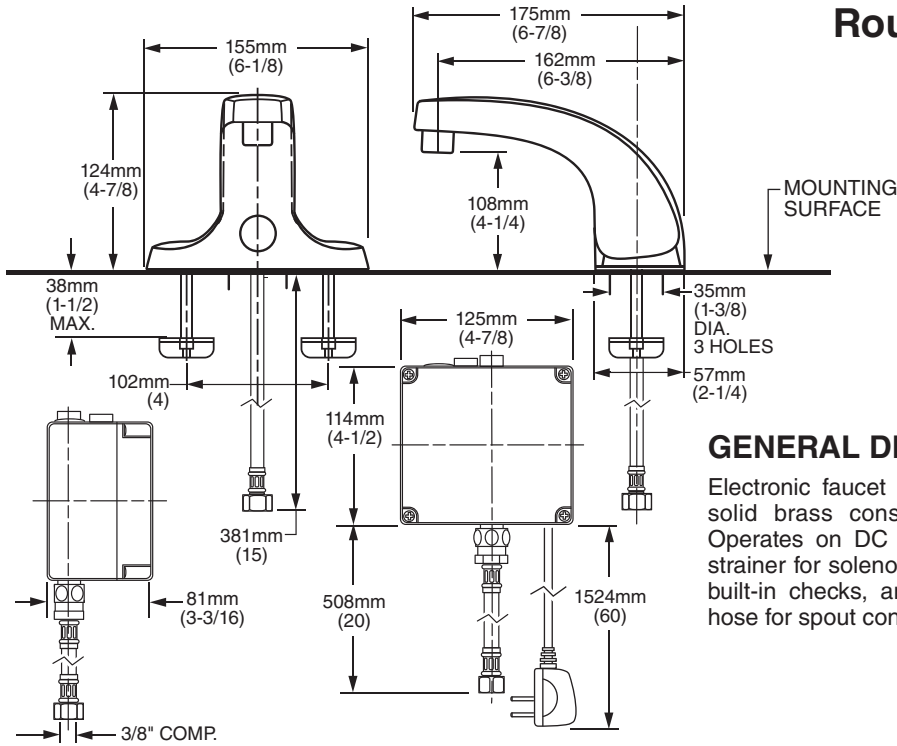 175mm
(6-7/8)
155mm
(6-1/8)
162mm
(6-3/8)
124mm
(4-7/8)
108mm
(4-1/4)
MOUNTING
SURFACE
38mm
(1-1/2)
MAX.
35mm
(1-3/8)
DIA.
3 HOLES
125mm
(4-7/8)
102mm
(4)
57mm
(2-1/4)
114mm
(4-1/2)
381mm
(15)
81mm
(3-3/16)
508mm
(20)
1524mm
(60)
3/8" COMP.
Rou
GENERAL D
Electronic faucet
solid brass cons
Operates on DC
strainer for soleno
built-in checks, a
hose for spout con